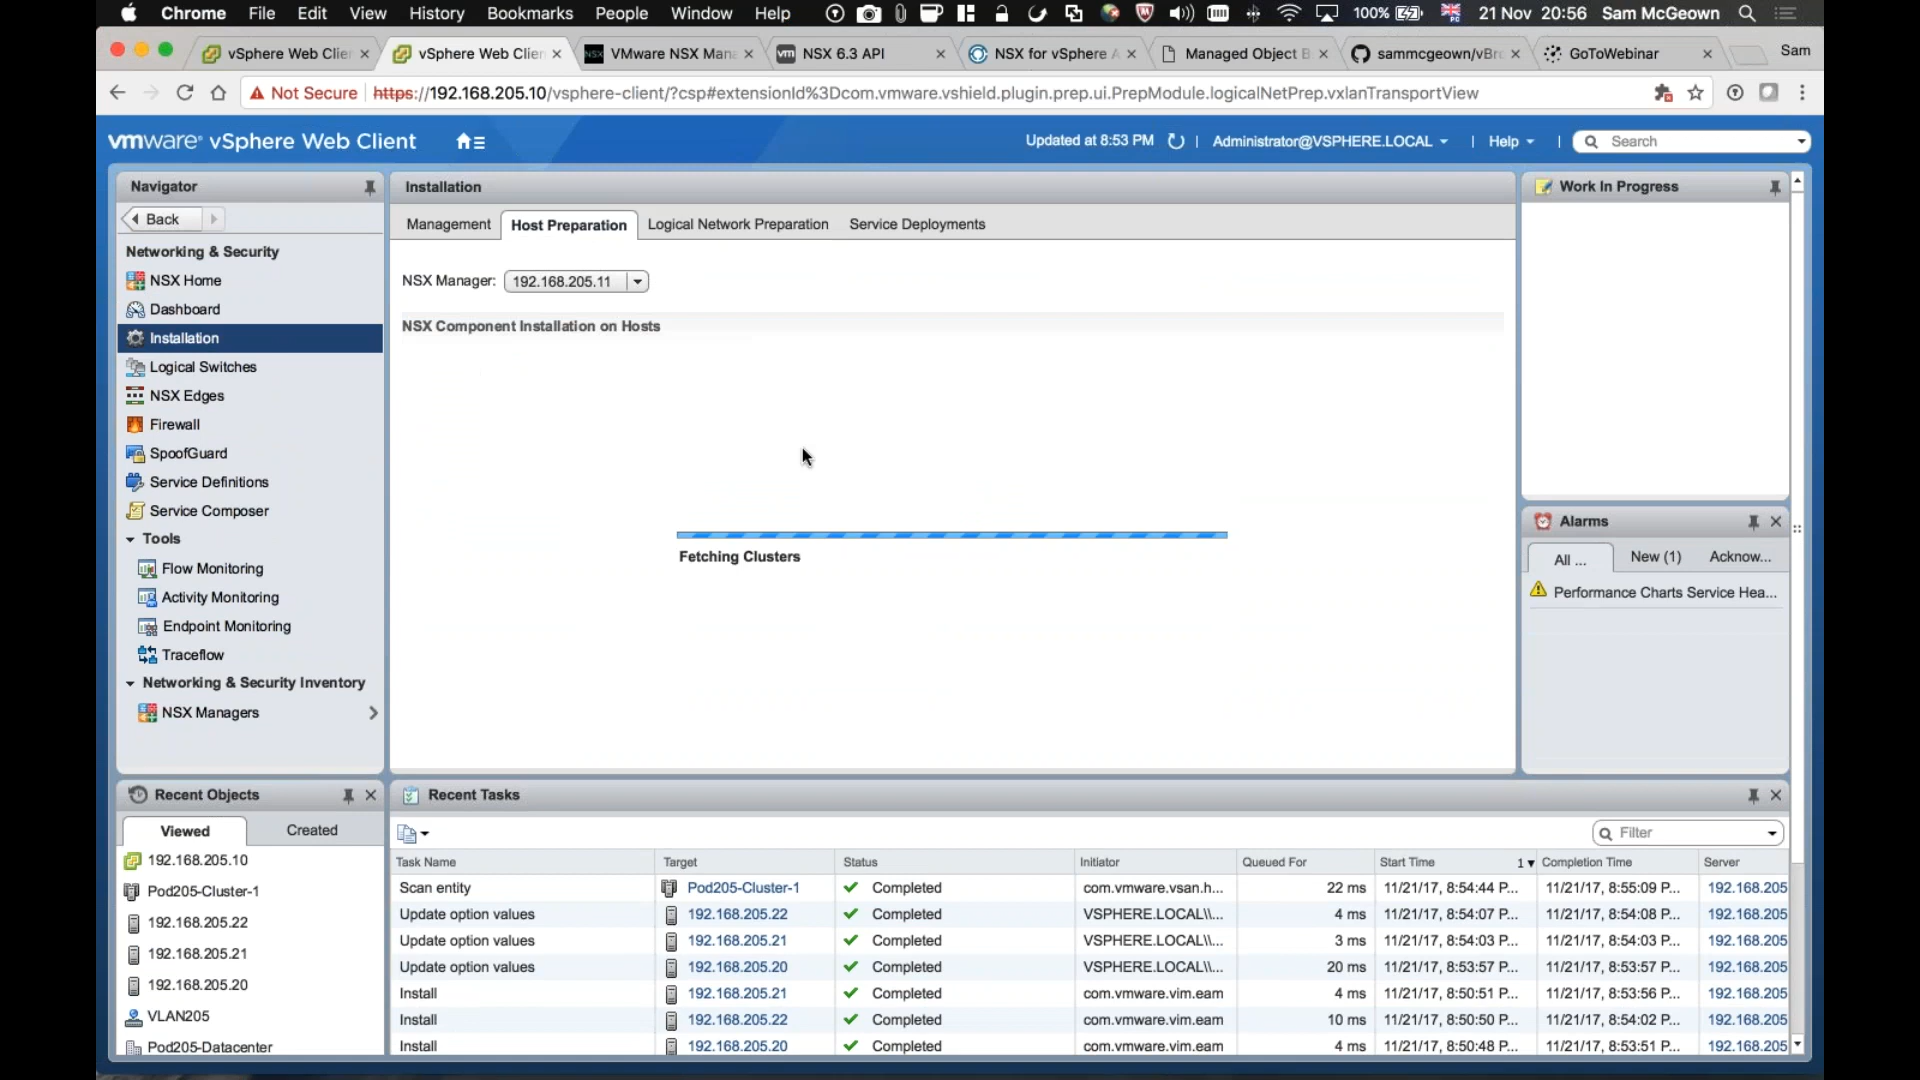 Chrome File Edit View History Bookmarks People Window Help 100% 21 Nov 20:56 Sam McGeown
vSphere Web Clien × vSphere Web Clien × VMware NSX Mana × NSX 6.3 API × NSX for vSphere A × Managed Object B × sammcgeown/vBro × GoToWebinar × Sam
Not Secure https://192.168.205.10/vsphere-client/?csp#extensionId%3Dcom.vmware.vshield.plugin.prep.ui.PrepModule.logicalNetPrep.vxlanTransportView
vmware® vSphere Web Client Updated at 8:53 PM | Administrator@VSPHERE.LOCAL | Help | Search
Navigator
Back
Networking & Security
NSX Home
Dashboard
Installation
Logical Switches
NSX Edges
Firewall
SpoofGuard
Service Definitions
Service Composer
Tools
Flow Monitoring
Activity Monitoring
Endpoint Monitoring
Traceflow
Networking & Security Inventory
NSX Managers
Installation
Management Host Preparation Logical Network Preparation Service Deployments
NSX Manager: 192.168.205.11
NSX Component Installation on Hosts
Fetching Clusters
Work In Progress
Alarms
All ... New (1) Acknow...
Performance Charts Service Hea...
Recent Objects
Viewed Created
192.168.205.10
Pod205-Cluster-1
192.168.205.22
192.168.205.21
192.168.205.20
VLAN205
Pod205-Datacenter
Recent Tasks
Filter
Task Name Target Status Initiator Queued For Start Time 1 Completion Time Server
Scan entity Pod205-Cluster-1 Completed com.vmware.vsan.h... 22 ms 11/21/17, 8:54:44 P... 11/21/17, 8:55:09 P... 192.168.205
Update option values 192.168.205.22 Completed VSPHERE.LOCAL\\... 4 ms 11/21/17, 8:54:07 P... 11/21/17, 8:54:08 P... 192.168.205
Update option values 192.168.205.21 Completed VSPHERE.LOCAL\\... 3 ms 11/21/17, 8:54:03 P... 11/21/17, 8:54:03 P... 192.168.205
Update option values 192.168.205.20 Completed VSPHERE.LOCAL\\... 20 ms 11/21/17, 8:53:57 P... 11/21/17, 8:53:57 P... 192.168.205
Install 192.168.205.21 Completed com.vmware.vim.eam 4 ms 11/21/17, 8:50:51 P... 11/21/17, 8:53:56 P... 192.168.205
Install 192.168.205.22 Completed com.vmware.vim.eam 10 ms 11/21/17, 8:50:50 P... 11/21/17, 8:54:02 P... 192.168.205
Install 192.168.205.20 Completed com.vmware.vim.eam 4 ms 11/21/17, 8:50:48 P... 11/21/17, 8:53:51 P... 192.168.205